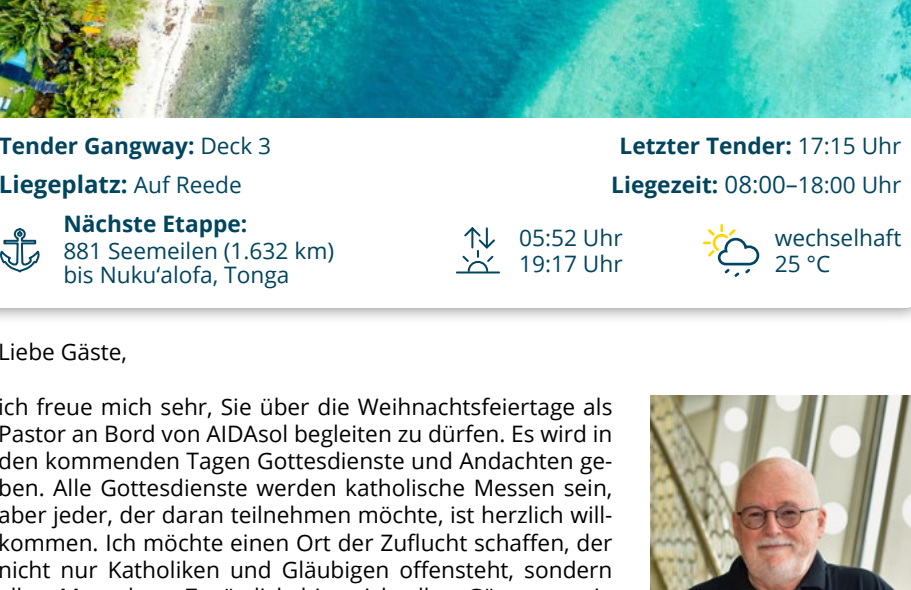 Tender Gangway: Deck 3
Letzter Tender: 17:15 Uhr
Liegeplatz: Auf Reede
Liegezeit: 08:00–18:00 Uhr
Nächste Etappe:
881 Seemeilen (1.632 km)
bis Nuku‘alofa, Tonga
05:52 Uhr
19:17 Uhr
wechselhaft
25 °C
Liebe Gäste,
ich freue mich sehr, Sie über die Weihnachtsfeiertage als
Pastor an Bord von AIDAsol begleiten zu dürfen. Es wird in
den kommenden Tagen Gottesdienste und Andachten ge-
ben. Alle Gottesdienste werden katholische Messen sein,
aber jeder, der daran teilnehmen möchte, ist herzlich will-
kommen. Ich möchte einen Ort der Zuflucht schaffen, der
nicht nur Katholiken und Gläubigen offensteht, sondern